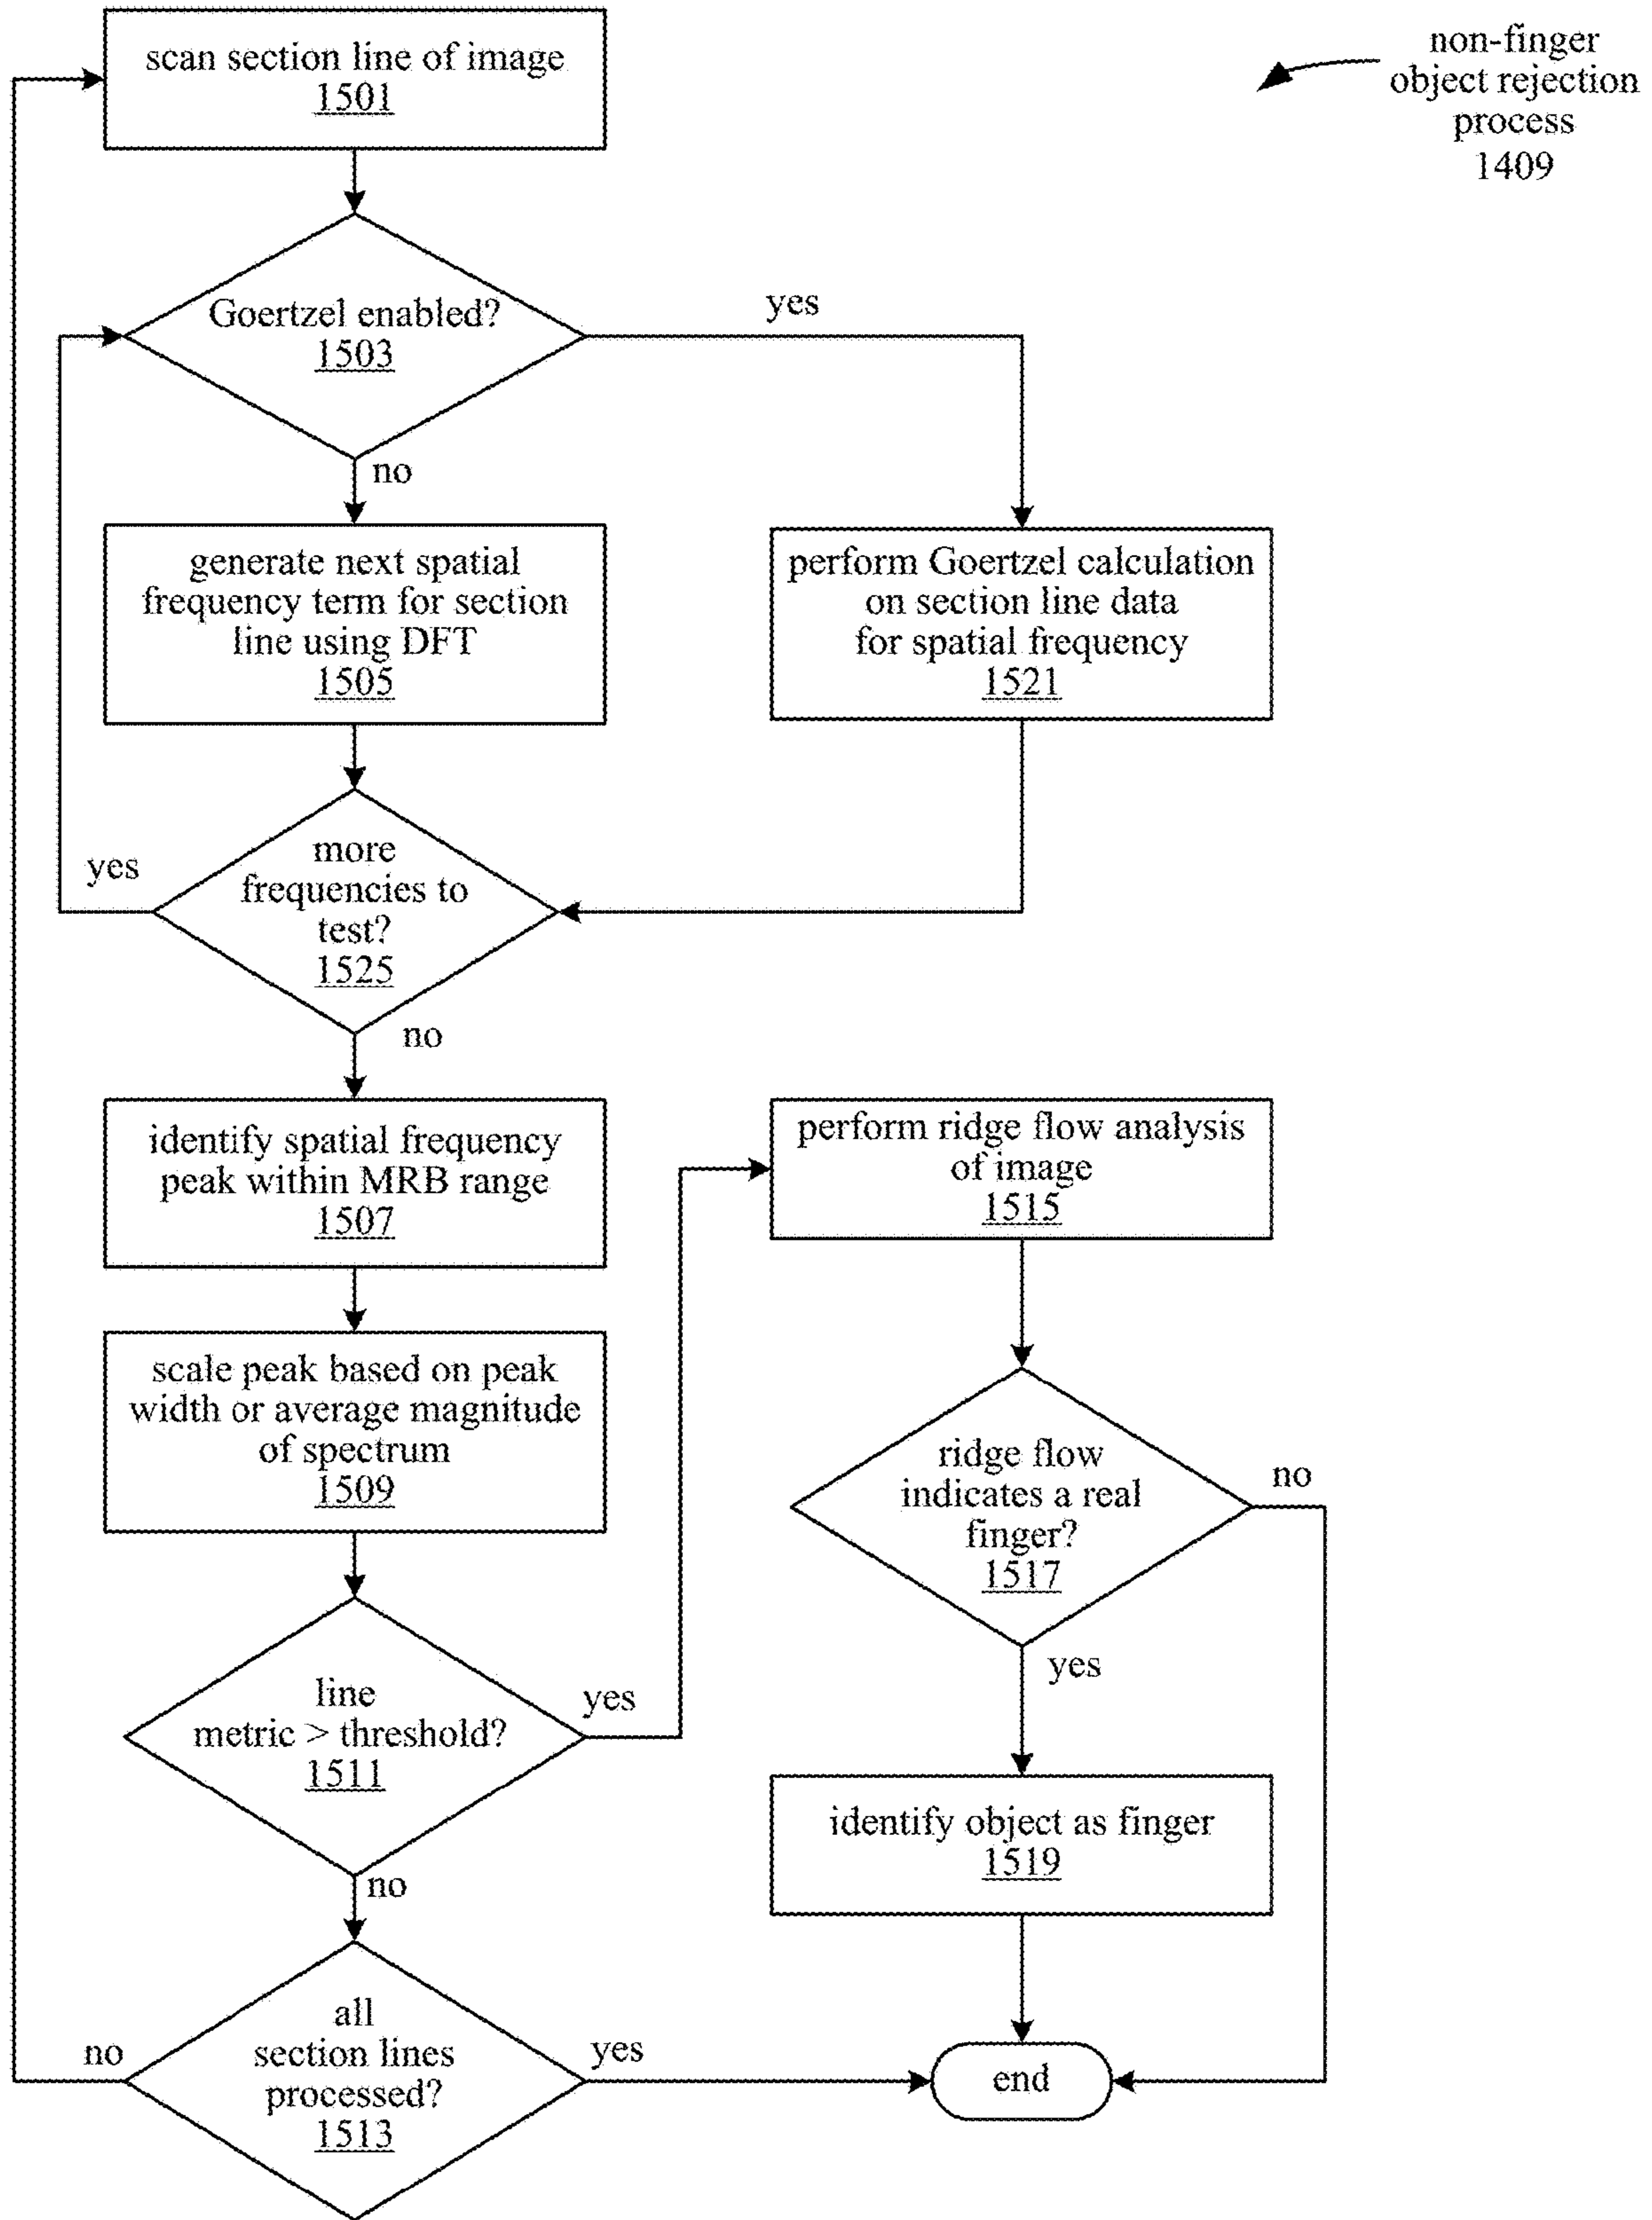 scan section line of image
1501
non-finger
object rejection
process
1409
Goertzel enabled?
1503
yes
no
generate next spatial
frequency term for section
line using DFT
1505
perform Goertzel calculation
on section line data
for spatial frequency
1521
more
frequencies to
test?
1525
yes
no
identify spatial frequency
peak within MRB range
1507
perform ridge flow analysis
of image
1515
scale peak based on peak
width or average magnitude
of spectrum
1509
ridge flow
indicates a real
finger?
1517
no
yes
line
metric > threshold?
1511
yes
no
identify object as finger
1519
all
section lines
processed?
1513
no
yes
end